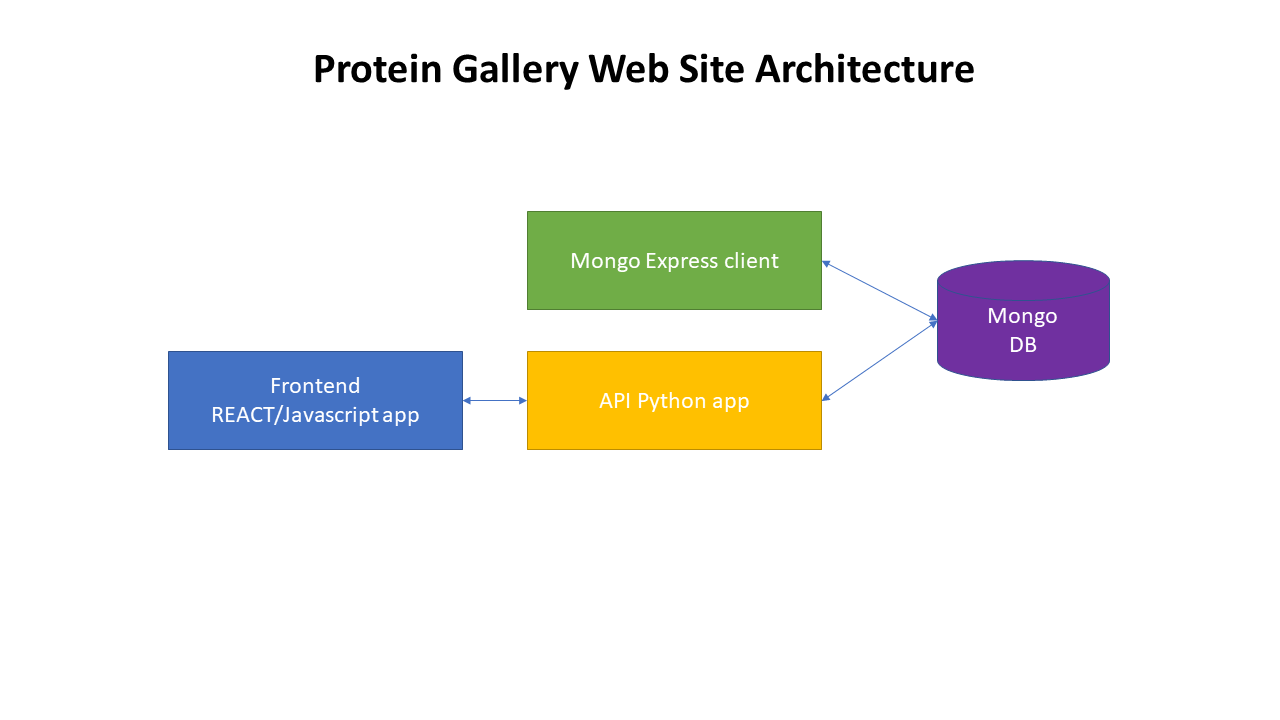 Protein Gallery Web Site Architecture
Mongo Express client
Mongo
DB
Frontend
REACT/Javascript app
API Python app